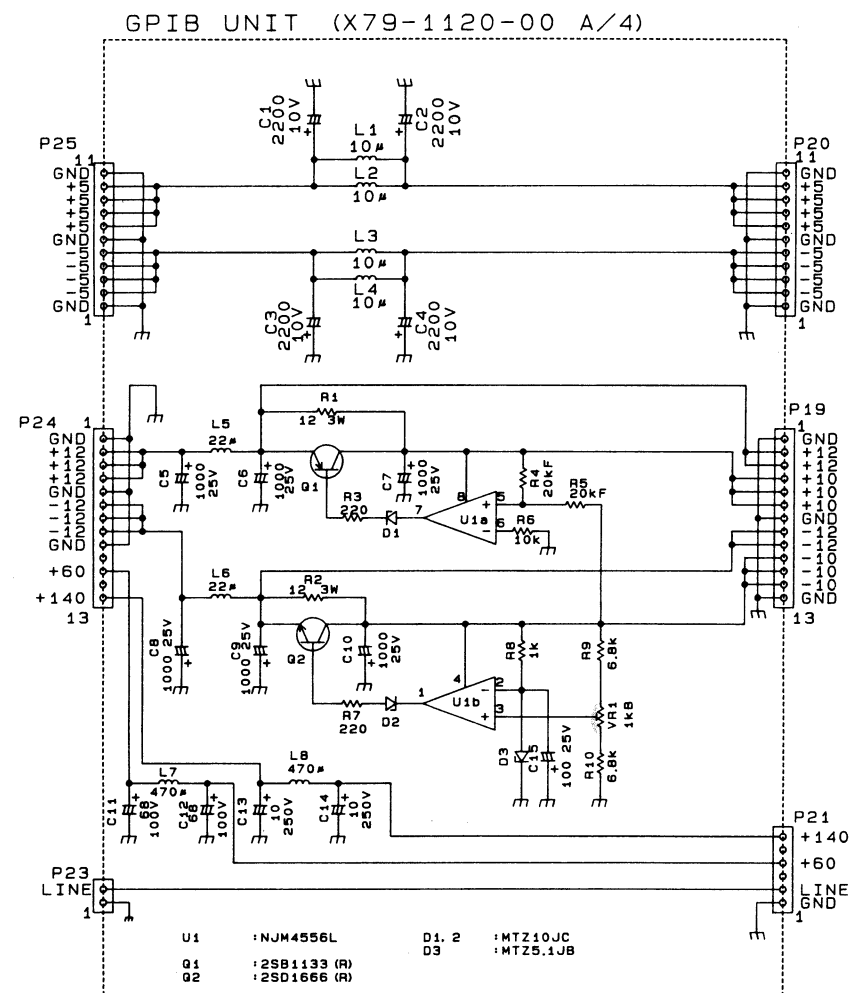 GPIB UNIT (X79-1120-00 A/4)
P25
11
GND
+5
+5
+5
+5
GND
-5
-5
-5
-5
GND
1
C1
2200
10V
C2
2200
10V
L1
10μ
L2
10μ
L3
10μ
L4
10μ
C3
2200
10V
C4
2200
10V
P20
11
GND
+5
+5
+5
+5
GND
-5
-5
-5
-5
GND
1
P24
1
GND
+12
+12
+12
GND
-12
-12
-12
GND
+60
+140
13
L5
22μ
R1
12 3W
C5
1000
25V
C6
1000
25V
Q1
C7
1000
25V
R3
220
D1
7
8
U1a
5
+
6
-
R4
20kF
R5
20kF
R6
10k
P19
1
GND
+12
+12
+10
+10
+10
GND
-12
-12
-10
-10
-10
GND
13
L6
22μ
R2
12 3W
C8
1000 25V
C9
1000 25V
Q2
C10
1000
25V
R7
220
D2
1
4
U1b
2
-
3
+
R8
1k
R9
6.8k
VR1
1kB
D3
C15
100 25V
R10
6.8k
L7
470μ
L8
470μ
C11
68
100V
C12
68
100V
C13
10
250V
C14
10
250V
P21
+140
+60
LINE
GND
1
P23
LINE
1
U1 :NJM4556L
Q1 :2SB1133 (R)
Q2 :2SD1666 (R)
D1, 2 :MTZ10JC
D3 :MTZ5.1JB